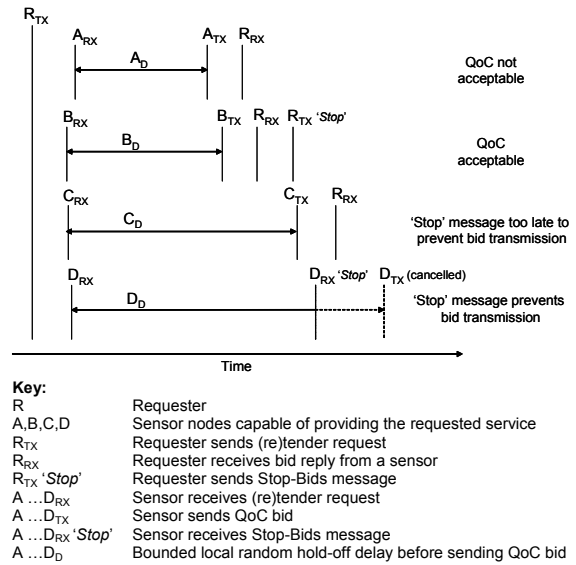 R_TX
A_RX A_TX R_RX
A_D
QoC not
acceptable
B_RX B_TX R_RX R_TX 'Stop'
B_D
QoC
acceptable
C_RX C_TX R_RX
C_D
'Stop' message too late to
prevent bid transmission
D_RX D_RX 'Stop' D_TX (cancelled)
D_D
'Stop' message prevents
bid transmission
Time
Key:
R Requester
A,B,C,D Sensor nodes capable of providing the requested service
R_TX Requester sends (re)tender request
R_RX Requester receives bid reply from a sensor
R_TX 'Stop' Requester sends Stop-Bids message
A …D_RX Sensor receives (re)tender request
A …D_TX Sensor sends QoC bid
A …D_RX 'Stop' Sensor receives Stop-Bids message
A …D_D Bounded local random hold-off delay before sending QoC bid